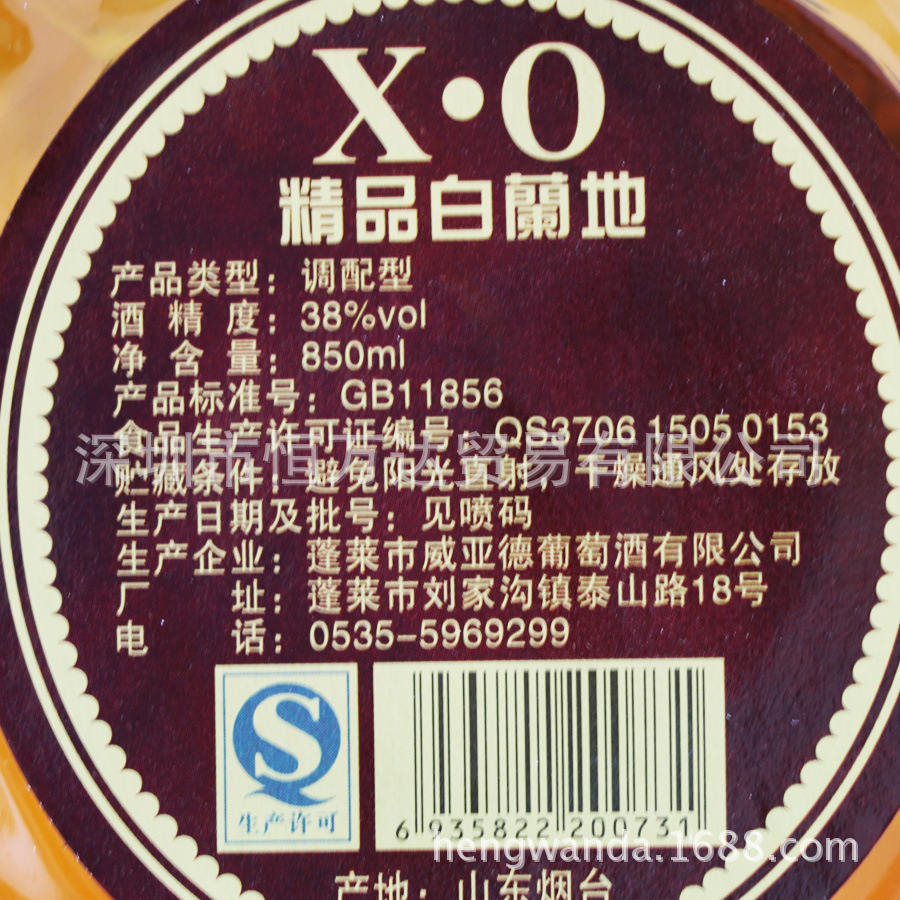 X·O
精品白蘭地
产品类型：调配型
酒精度：38%vol
净含量：850ml
产品标准号：GB11856
食品生产许可证编号：QS3706 1505 0153
深圳市恒万达贸易有限公司
贮藏条件：避免阳光直射、干燥通风处存放
生产日期及批号：见喷码
生产企业：蓬莱市威亚德葡萄酒有限公司
厂址：蓬莱市刘家沟镇泰山路18号
电话：0535-5969299
生产许可
6 935822 200731
hengwanda.1688.com
产地：山东烟台